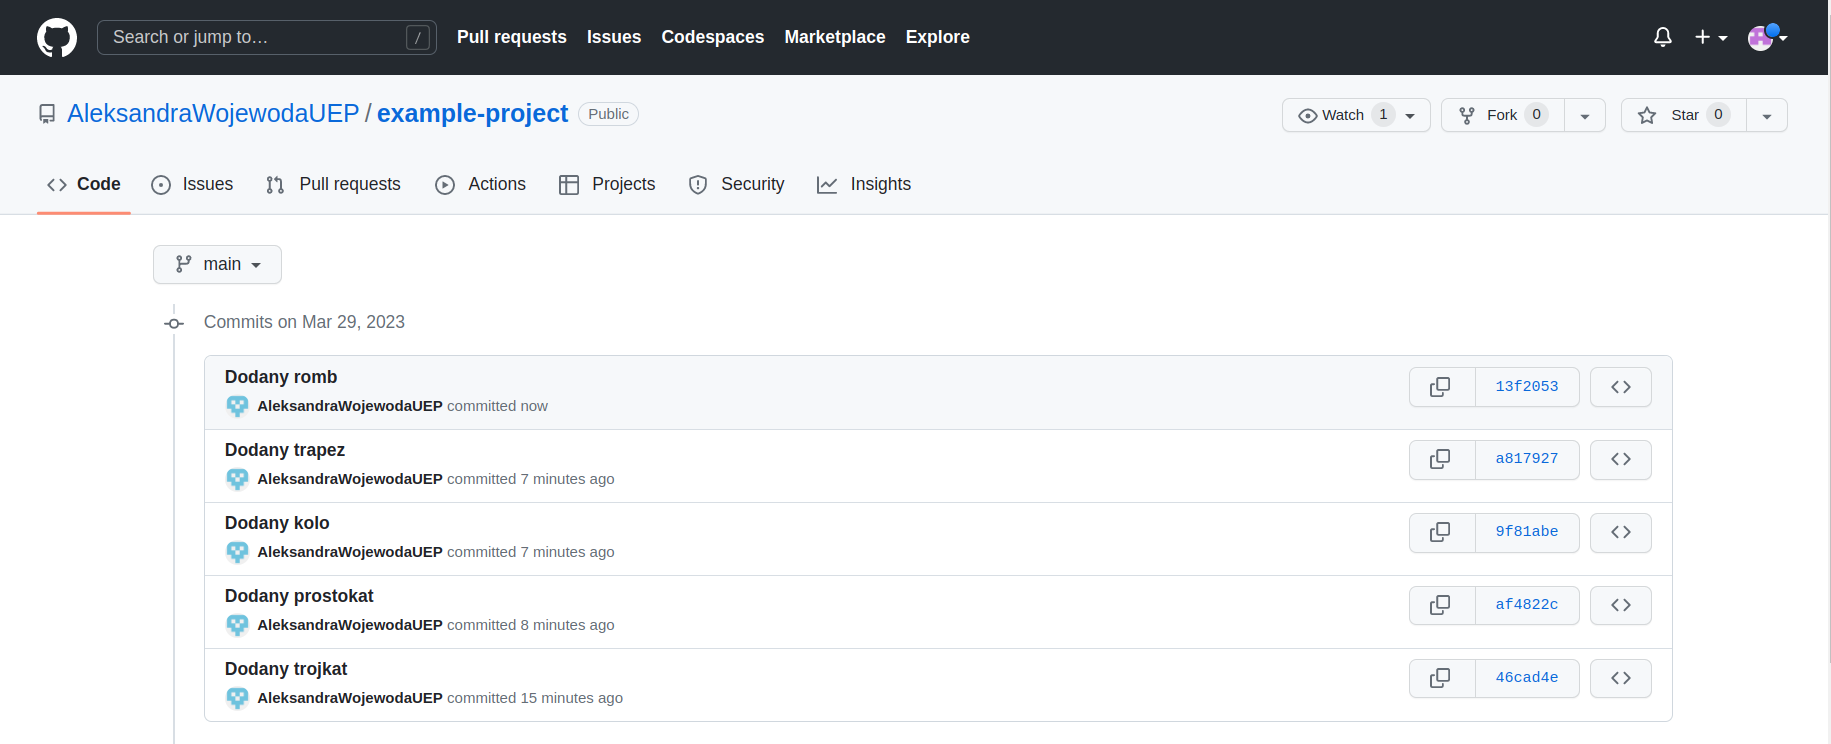 Search or jump to… /
Pull requests Issues Codespaces Marketplace Explore
AleksandraWojewodaUEP / example-project Public
Watch 1 Fork 0 Star 0
Code Issues Pull requests Actions Projects Security Insights
main
Commits on Mar 29, 2023
Dodany romb
AleksandraWojewodaUEP committed now
13f2053
Dodany trapez
AleksandraWojewodaUEP committed 7 minutes ago
a817927
Dodany kolo
AleksandraWojewodaUEP committed 7 minutes ago
9f81abe
Dodany prostokat
AleksandraWojewodaUEP committed 8 minutes ago
af4822c
Dodany trojkat
AleksandraWojewodaUEP committed 15 minutes ago
46cad4e